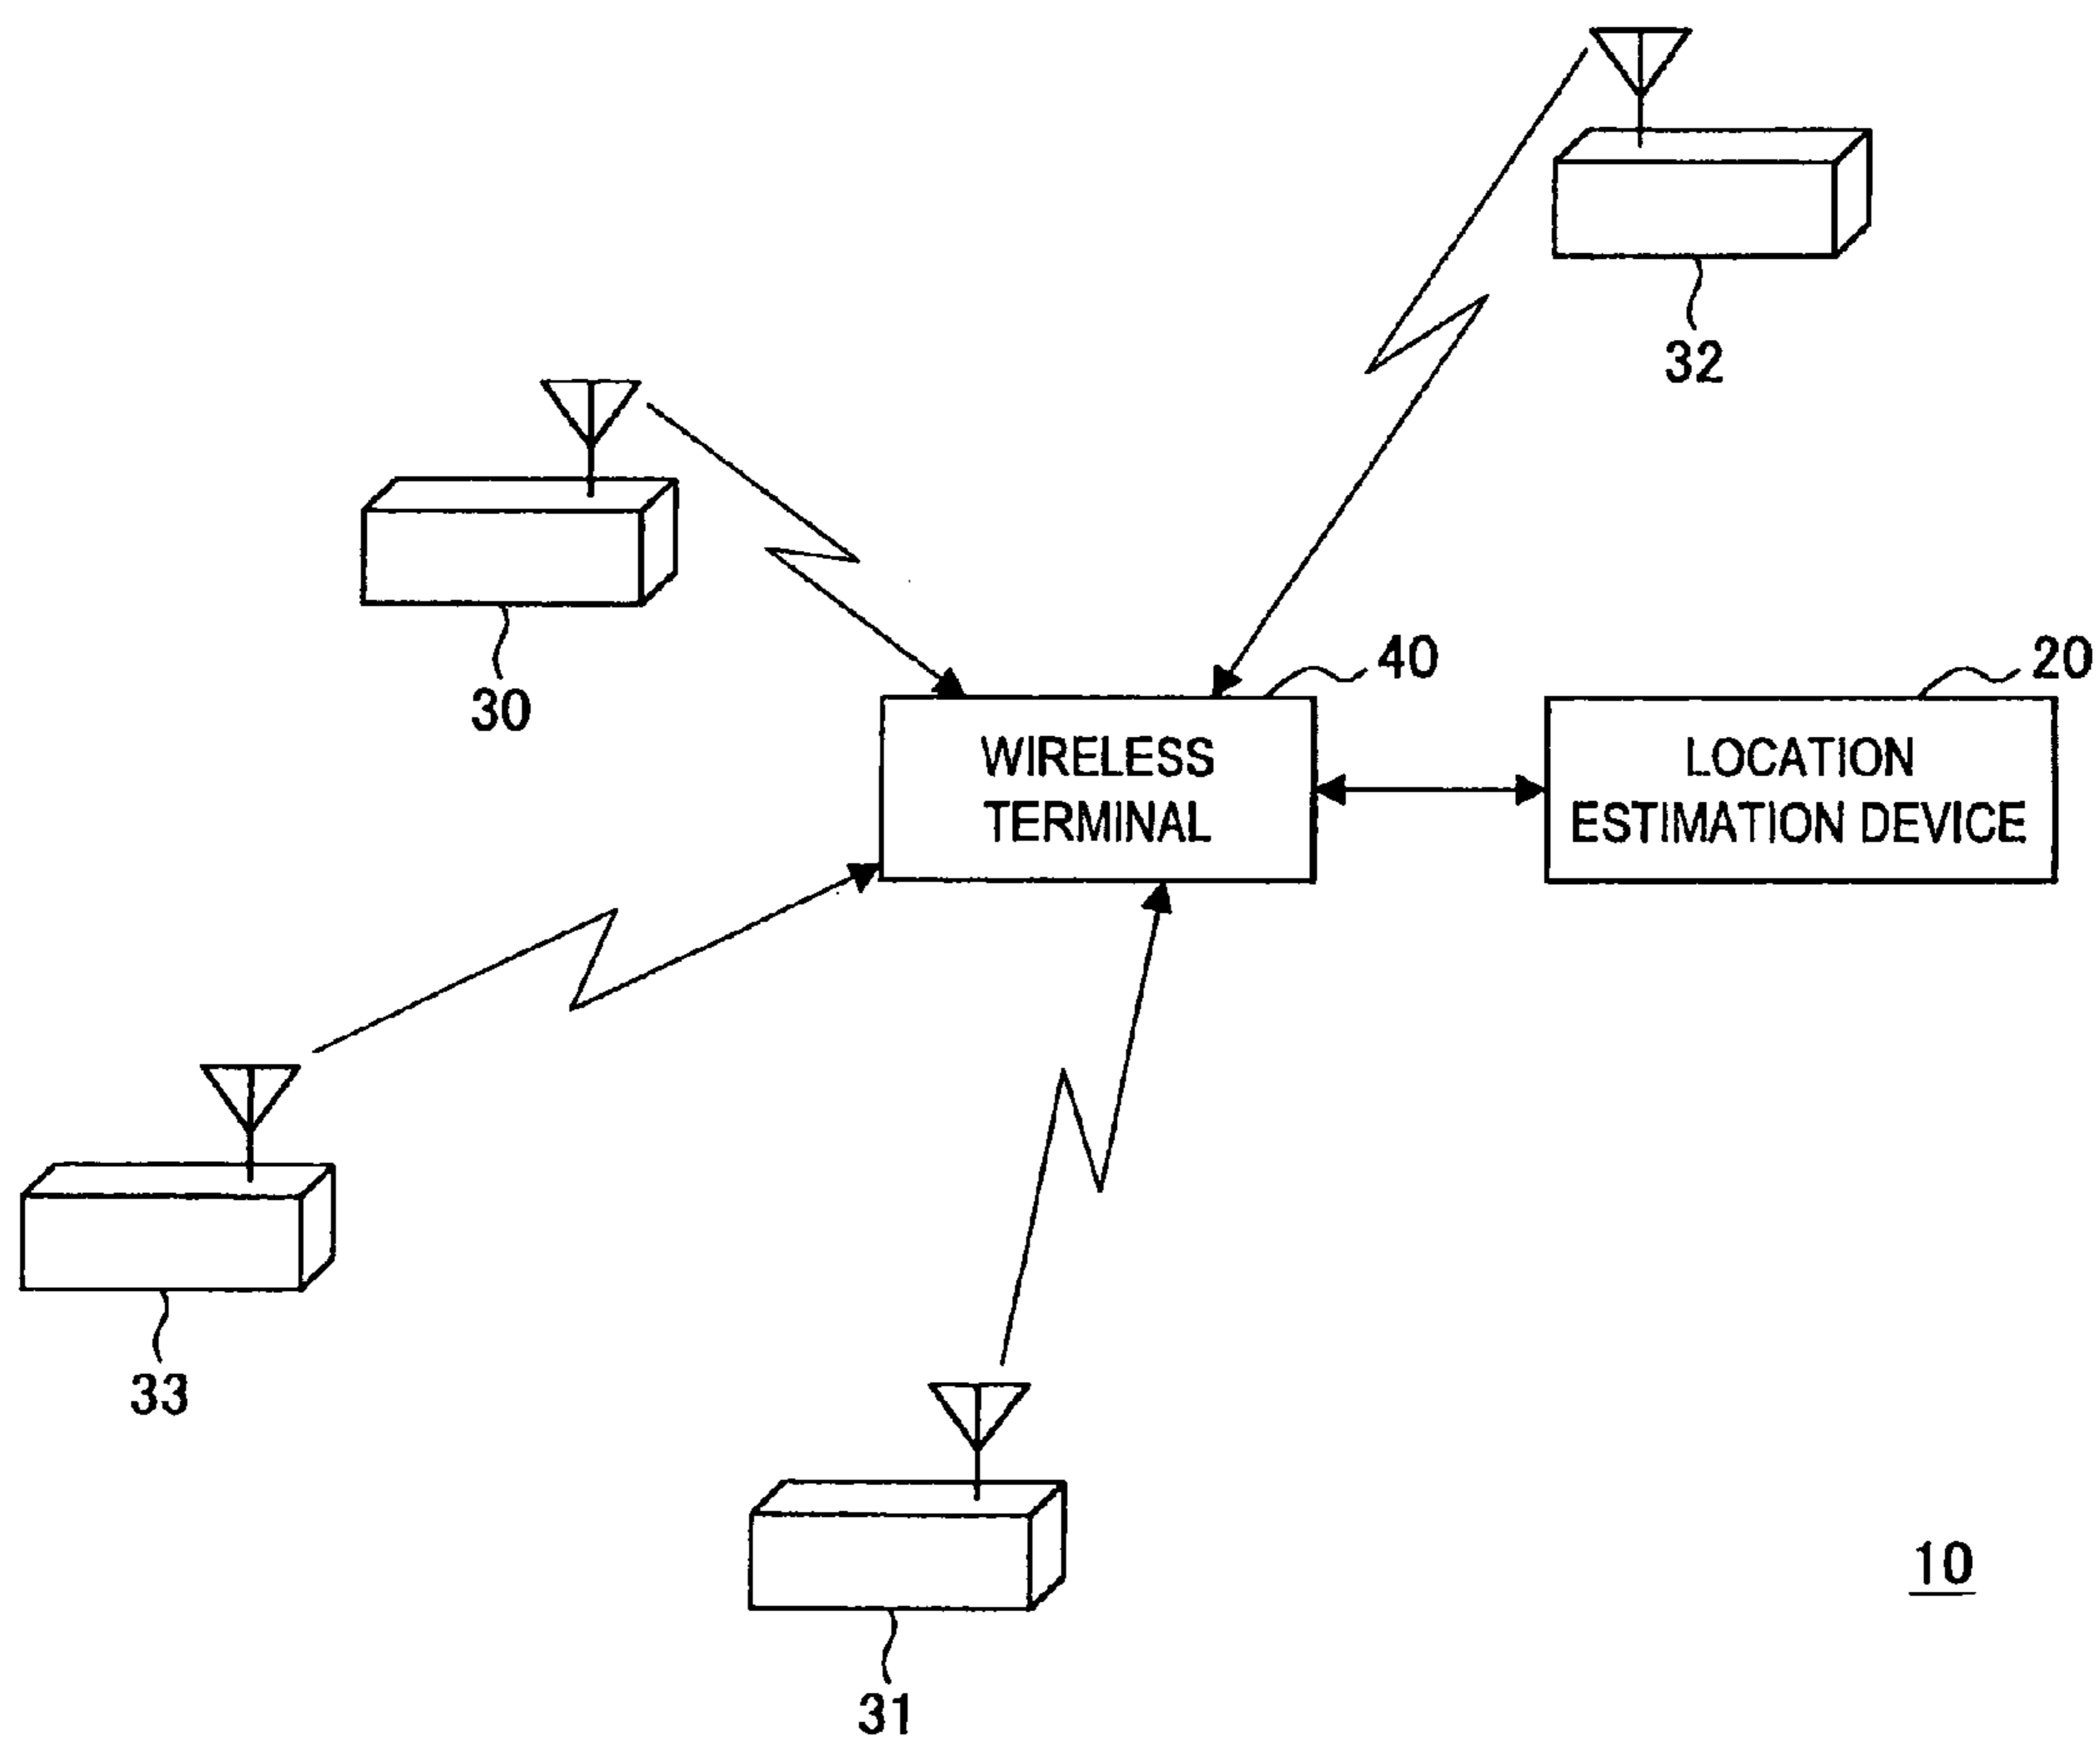 32
30
40
20
WIRELESS
TERMINAL
LOCATION
ESTIMATION DEVICE
33
31
10